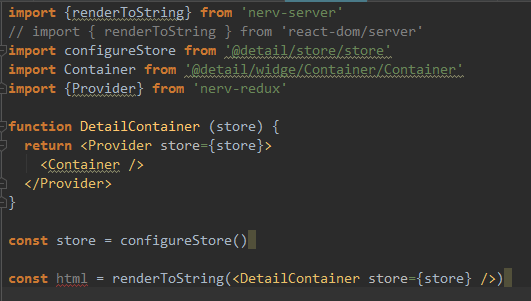 import {renderToString} from 'nerv-server'
// import { renderToString } from 'react-dom/server'
import configureStore from '@detail/store/store'
import Container from '@detail/widge/Container/Container'
import {Provider} from 'nerv-redux'
function DetailContainer (store) {
return <Provider store={store}>
<Container />
</Provider>
}
const store = configureStore()
const html = renderToString(<DetailContainer store={store} />)